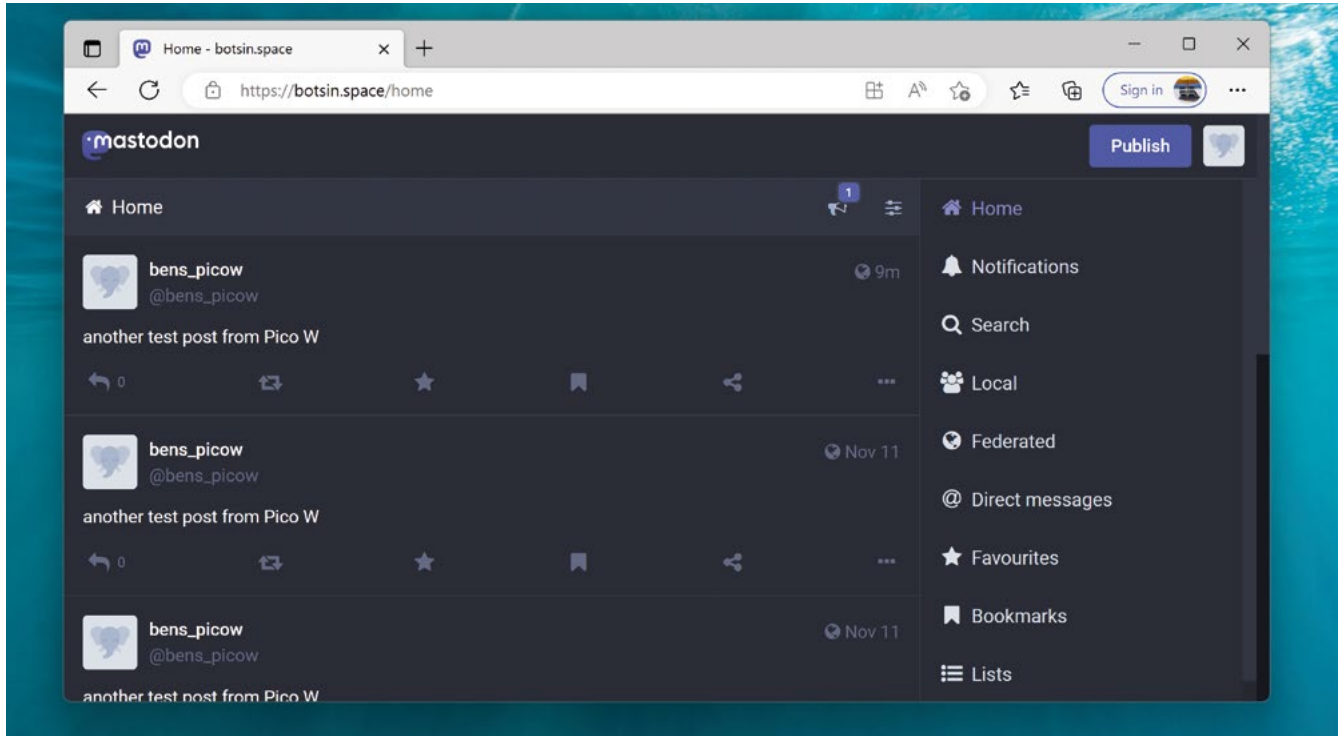 Home - botsin.space
https://botsin.space/home
Sign in
mastodon
Publish
Home
1
bens_picow
9m
@bens_picow
another test post from Pico W
0
bens_picow
Nov 11
@bens_picow
another test post from Pico W
0
bens_picow
Nov 11
@bens_picow
another test post from Pico W
Home
Notifications
Search
Local
Federated
@ Direct messages
Favourites
Bookmarks
Lists